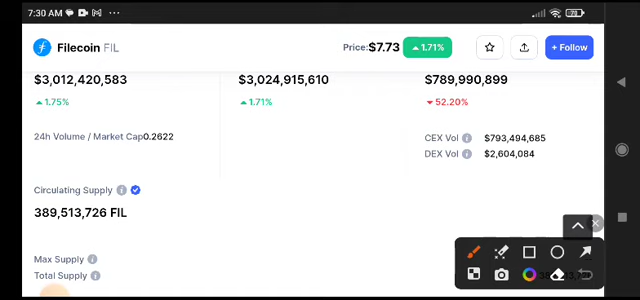 7:30 AM
70
Filecoin FIL
Price:$7.73 1.71%
+ Follow
$3,012,420,583
1.75%
$3,024,915,610
1.71%
$789,990,899
52.20%
24h Volume / Market Cap0.2622
CEX Vol $793,494,685
DEX Vol $2,604,084
Circulating Supply
389,513,726 FIL
Max Supply
Total Supply